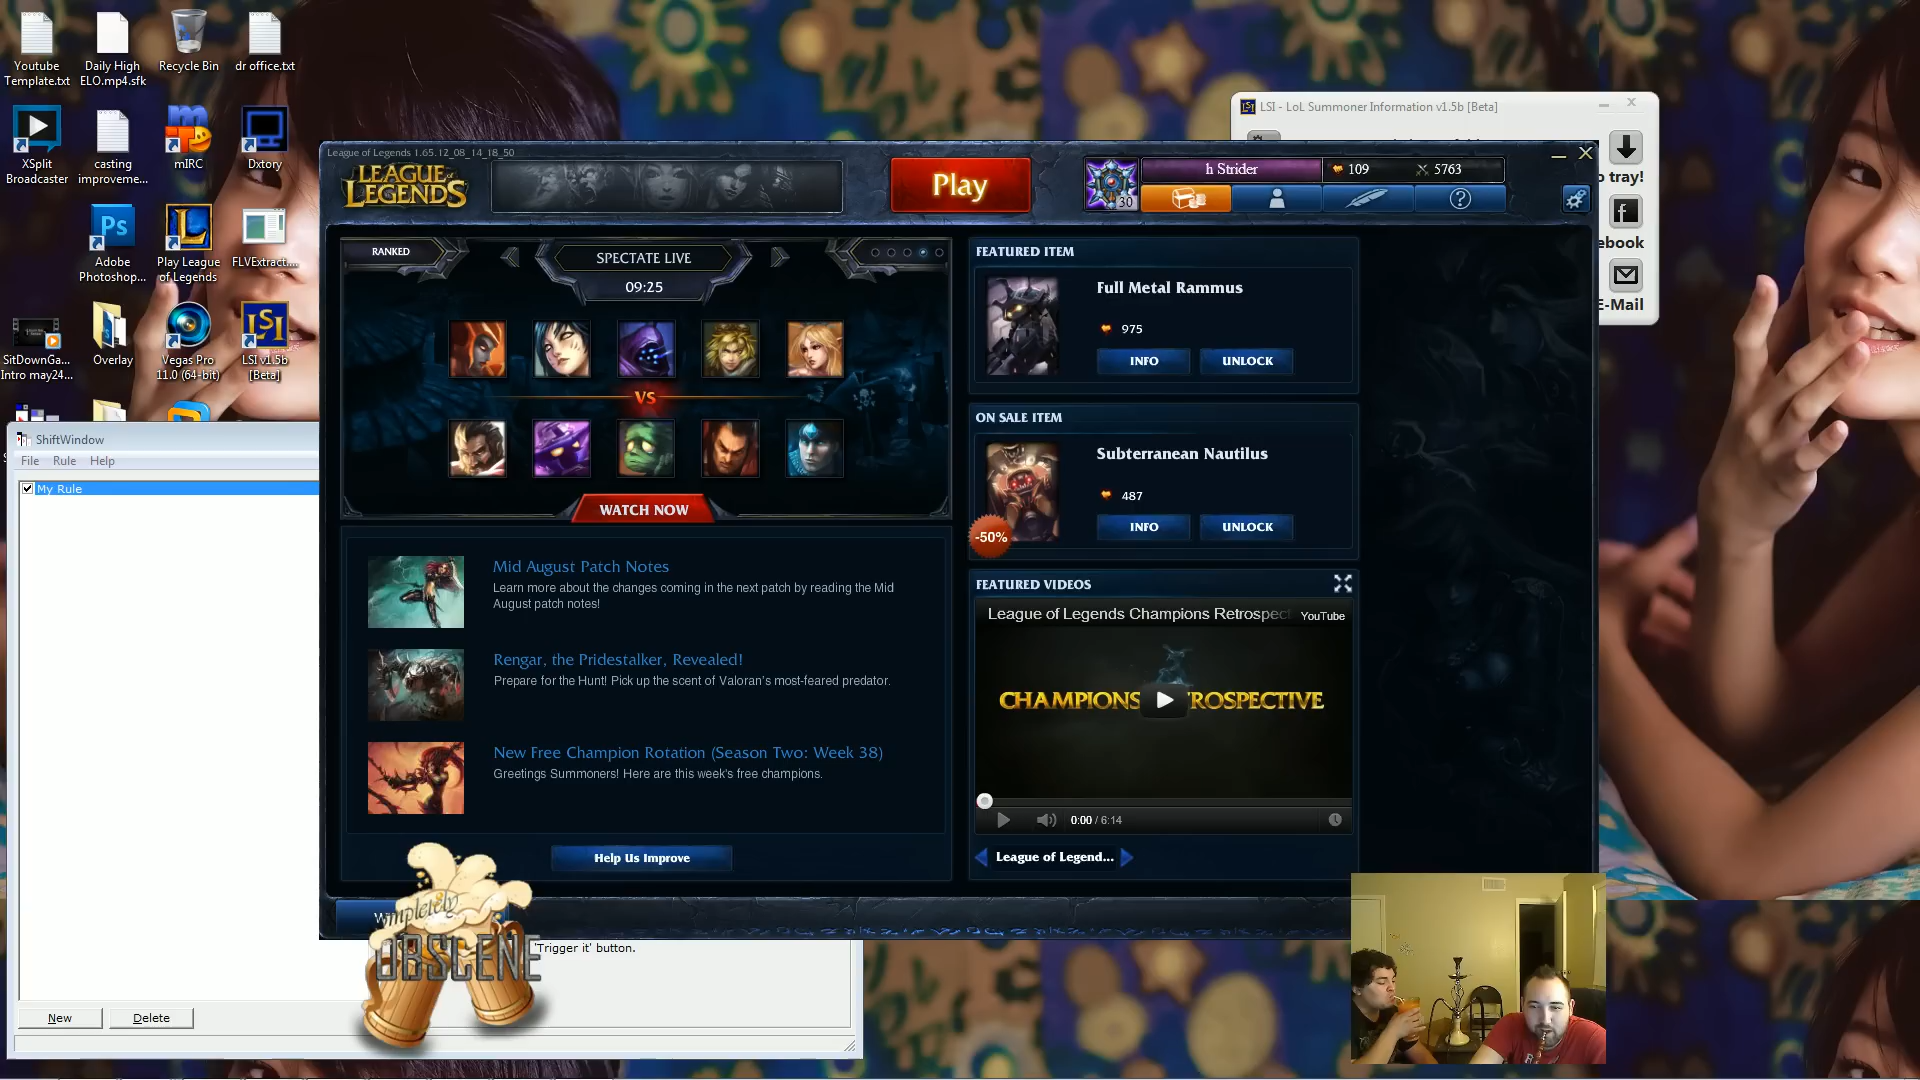 Youtube
Template.txt
Daily High
ELO.mp4.sfk
Recycle Bin
dr office.txt
XSplit
Broadcaster
casting
improveme...
mIRC
Dxtory
Adobe
Photoshop...
Play League
of Legends
FLVExtract....
SitDownGa...
Intro may24...
Overlay
Vegas Pro
11.0 (64-bit)
LSI v1.5b
[Beta]
ShiftWindow
File Rule Help
My Rule
'Trigger it' button.
New
Delete
LSI - LoL Summoner Information v1.5b [Beta]
o tray!
ebook
E-Mail
League of Legends 1.65.12_08_14_18_50
LEAGUE OF
LEGENDS
Play
30
h Strider
109
5763
RANKED
SPECTATE LIVE
09:25
VS
WATCH NOW
Mid August Patch Notes
Learn more about the changes coming in the next patch by reading the Mid
August patch notes!
Rengar, the Pridestalker, Revealed!
Prepare for the Hunt! Pick up the scent of Valoran's most-feared predator.
New Free Champion Rotation (Season Two: Week 38)
Greetings Summoners! Here are this week's free champions.
Help Us Improve
FEATURED ITEM
Full Metal Rammus
975
INFO
UNLOCK
ON SALE ITEM
Subterranean Nautilus
487
-50%
INFO
UNLOCK
FEATURED VIDEOS
League of Legends Champions Retrospect
YouTube
CHAMPIONS ROSPECTIVE
0:00 / 6:14
League of Legend...
ompletely
OBSCENE